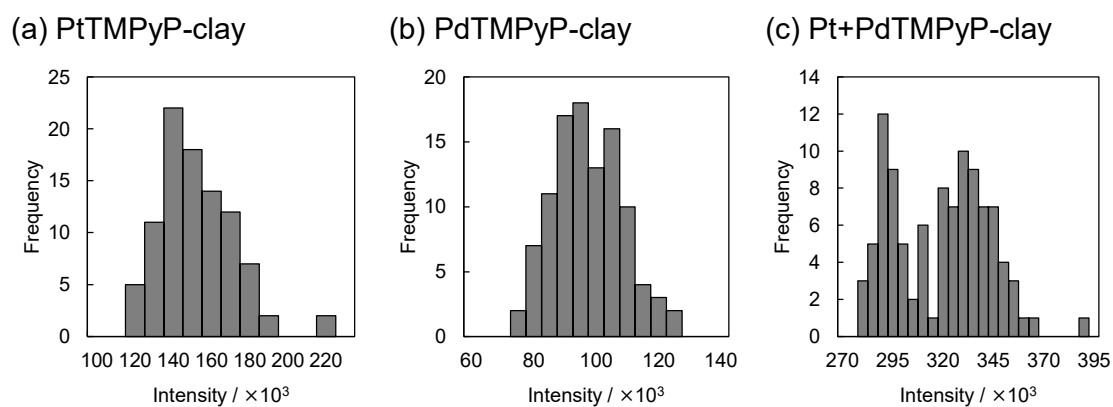 (a) PtTMPyP-clay
25
20
15
10
5
0
Frequency
100 120 140 160 180 200 220
Intensity / ×10³
(b) PdTMPyP-clay
20
15
10
5
0
Frequency
60 80 100 120 140
Intensity / ×10³
(c) Pt+PdTMPyP-clay
14
12
10
8
6
4
2
0
Frequency
270 295 320 345 370 395
Intensity / ×10³